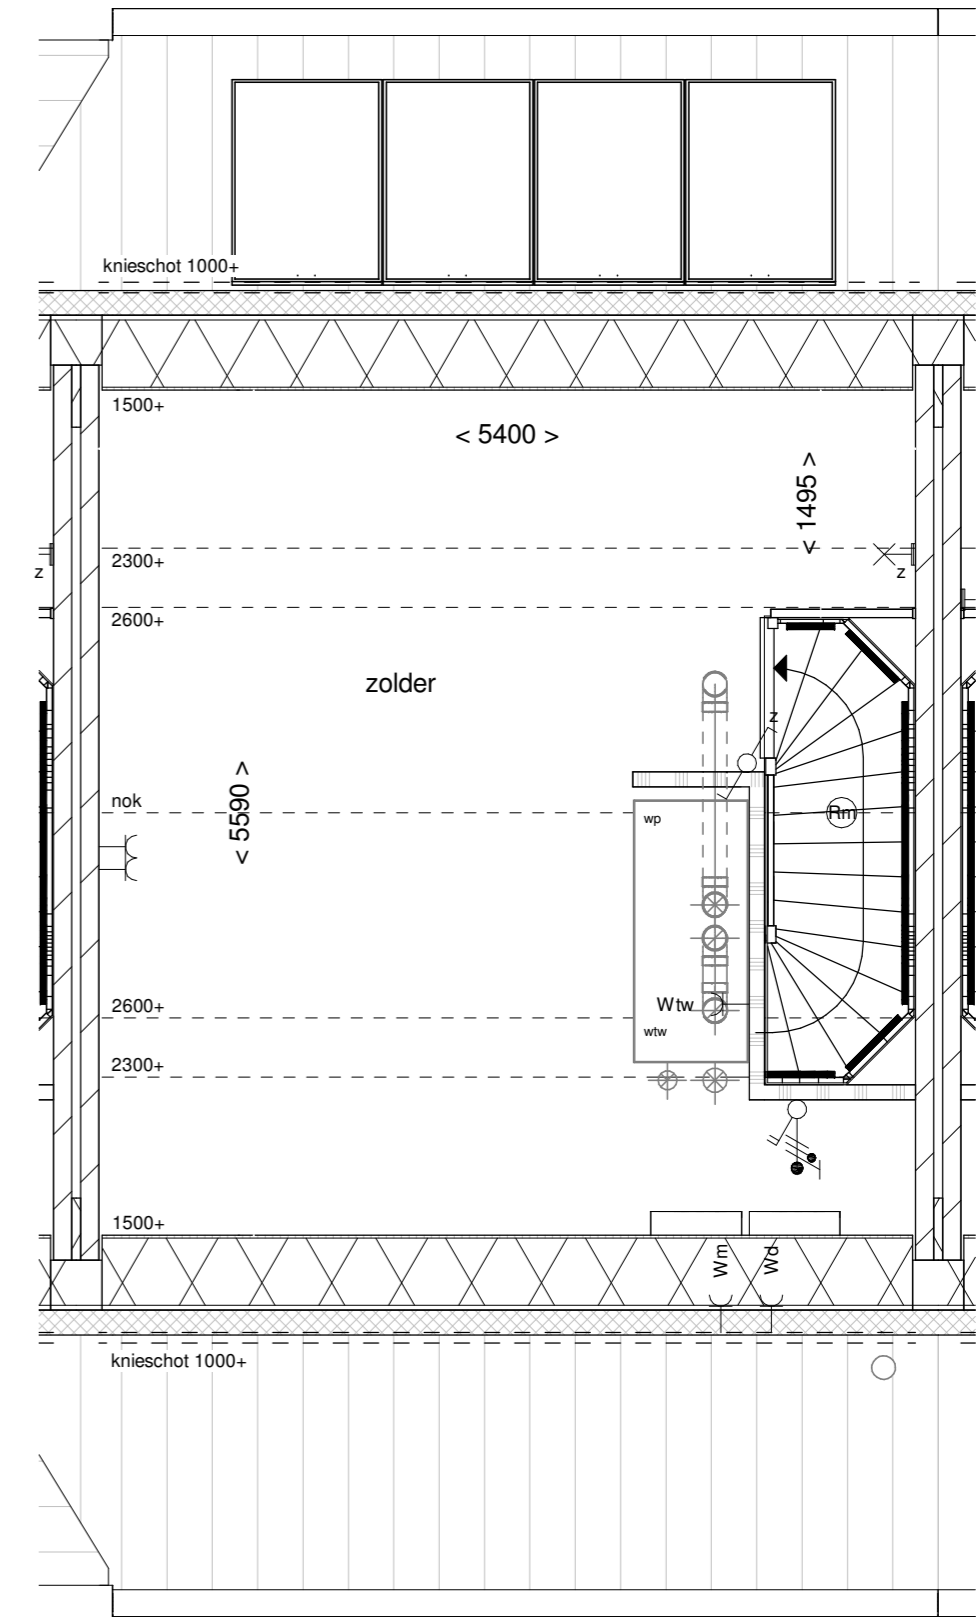 knieschot 1000+
1500+
< 5400 >
< 1495 >
2300+
z
z
2600+
zolder
z
nok
< 5590 >
wp
Rm
2600+
Wtw
wtw
2300+
1500+
Wm
Wd
knieschot 1000+